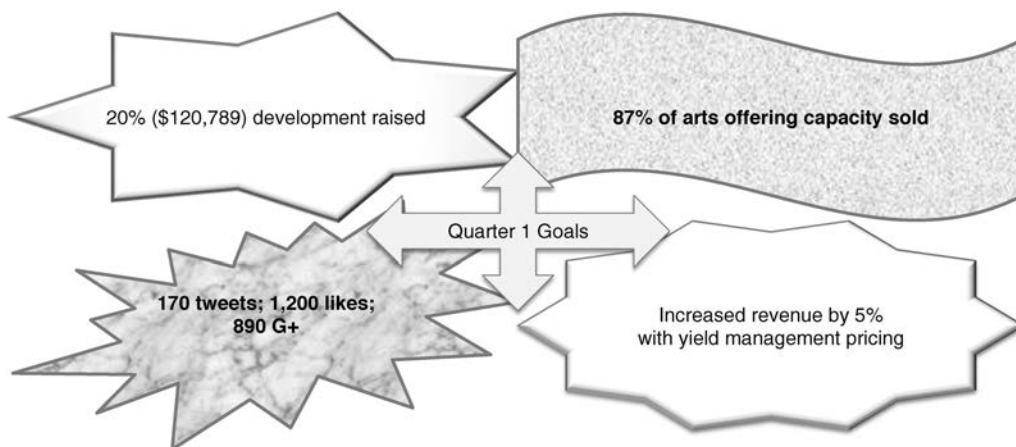 20% ($120,789) development raised
87% of arts offering capacity sold
Quarter 1 Goals
170 tweets; 1,200 likes;
890 G+
Increased revenue by 5%
with yield management pricing